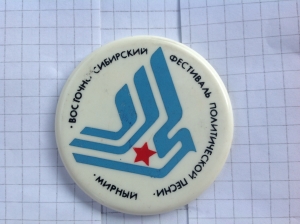 ВОСТОЧНО-СИБИРСКИЙ
ФЕСТИВАЛЬ ПОЛИТИЧЕСКОЙ ПЕСНИ
· МИРНЫЙ ·